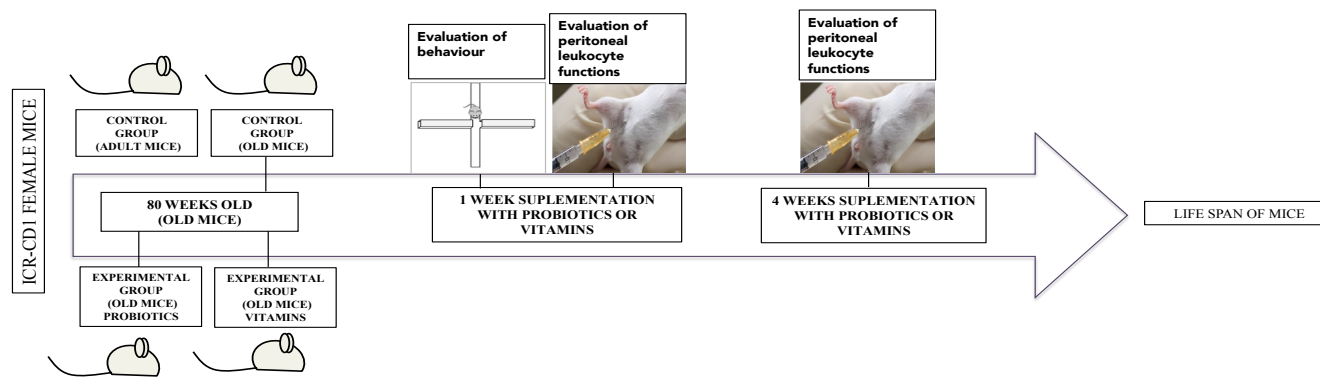 ICR-CD1 FEMALE MICE
CONTROL
GROUP
(ADULT MICE)
CONTROL
GROUP
(OLD MICE)
80 WEEKS OLD
(OLD MICE)
EXPERIMENTAL
GROUP
(OLD MICE)
PROBIOTICS
EXPERIMENTAL
GROUP
(OLD MICE)
VITAMINS
Evaluation of
behaviour
Evaluation of
peritoneal
leukocyte
functions
1 WEEK SUPLEMENTATION
WITH PROBIOTICS OR
VITAMINS
Evaluation of
peritoneal
leukocyte
functions
4 WEEKS SUPLEMENTATION
WITH PROBIOTICS OR
VITAMINS
LIFE SPAN OF MICE